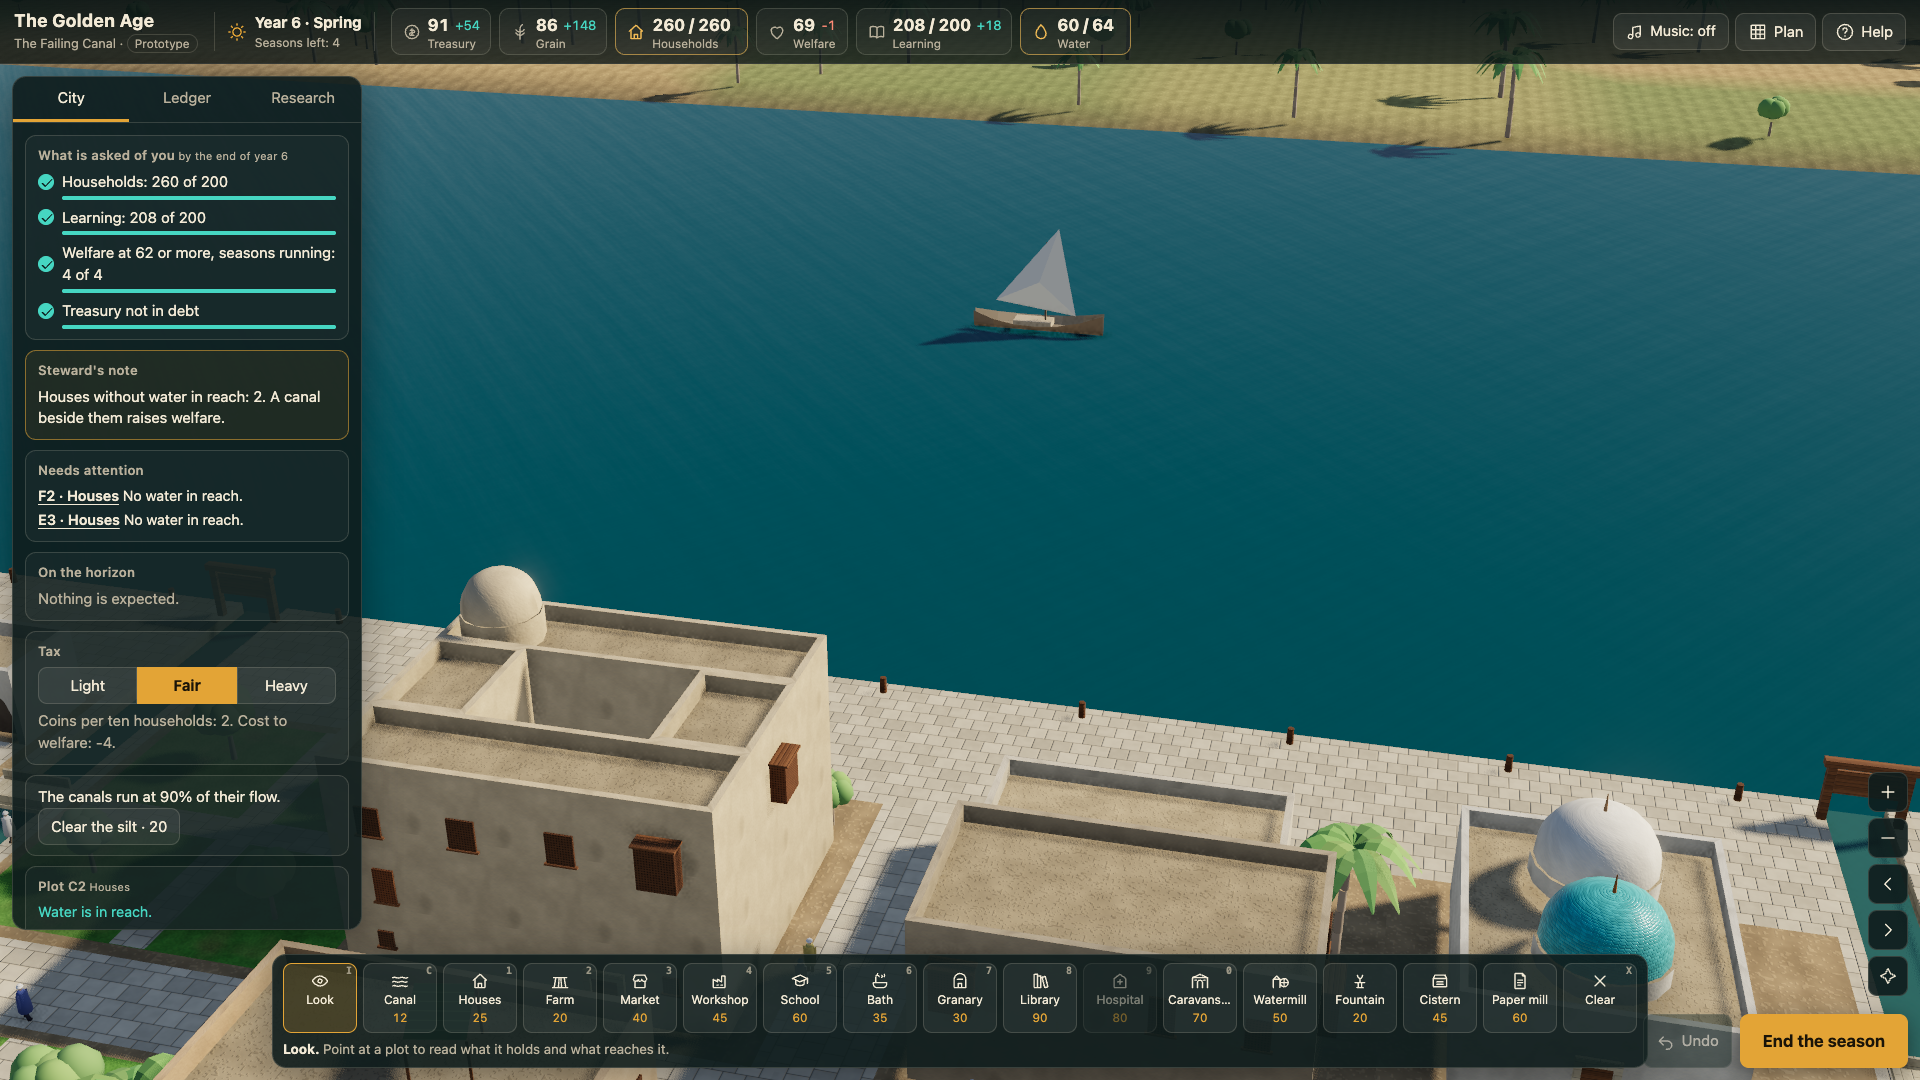 The Golden Age
The Failing Canal · Prototype
Year 6 · Spring
Seasons left: 4
91 +54
Treasury
86 +148
Grain
260 / 260
Households
69 -1
Welfare
208 / 200 +18
Learning
60 / 64
Water
Music: off
Plan
Help
City
Ledger
Research
What is asked of you by the end of year 6
Households: 260 of 200
Learning: 208 of 200
Welfare at 62 or more, seasons running:
4 of 4
Treasury not in debt
Steward's note
Houses without water in reach: 2. A canal
beside them raises welfare.
Needs attention
F2 · Houses No water in reach.
E3 · Houses No water in reach.
On the horizon
Nothing is expected.
Tax
Light
Fair
Heavy
Coins per ten households: 2. Cost to
welfare: -4.
The canals run at 90% of their flow.
Clear the silt · 20
Plot C2 Houses
Water is in reach.
I
Look
C
Canal
12
1
Houses
25
2
Farm
20
3
Market
40
4
Workshop
45
5
School
60
6
Bath
35
7
Granary
30
8
Library
90
9
Hospital
80
0
Caravans...
70
Watermill
50
Fountain
20
Cistern
45
Paper mill
60
X
Clear
Look. Point at a plot to read what it holds and what reaches it.
Undo
End the season